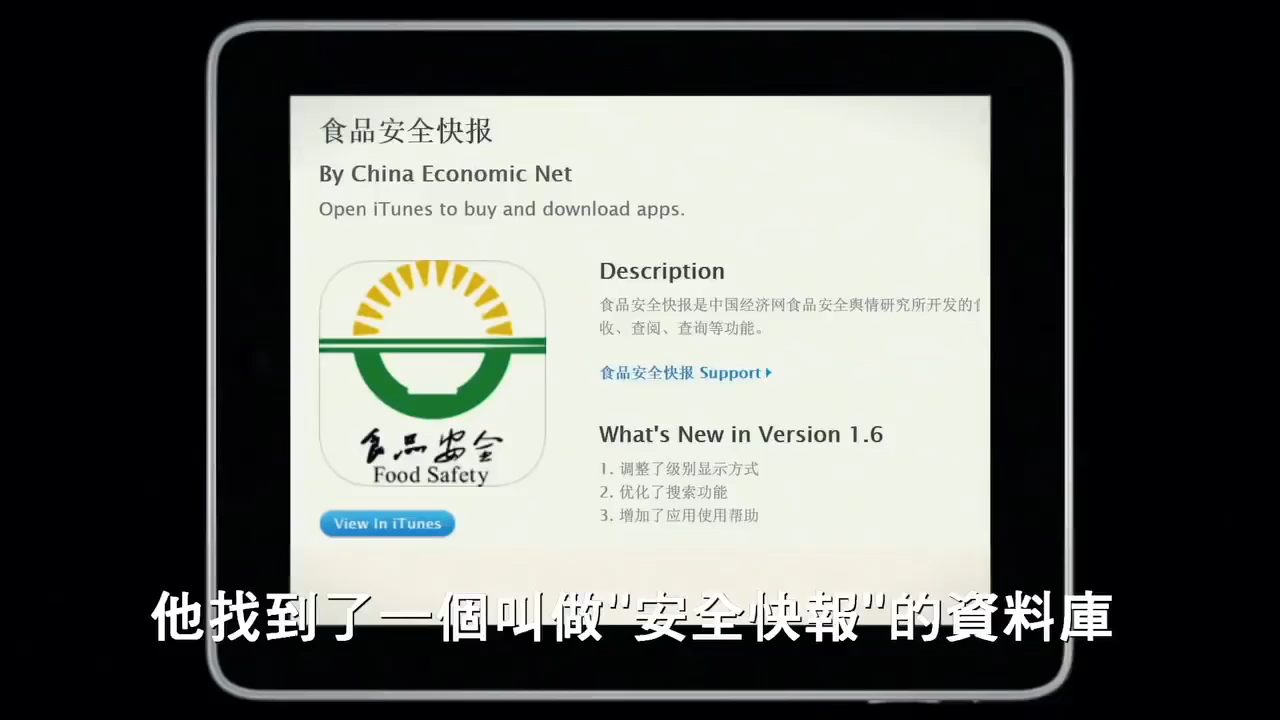 食品安全快报
By China Economic Net
Open iTunes to buy and download apps.
食品安全
Food Safety
View In iTunes
Description
食品安全快报是中国经济网食品安全舆情研究所开发的
收、查阅、查询等功能。
食品安全快报 Support
What's New in Version 1.6
1. 调整了级别显示方式
2. 优化了搜索功能
3. 增加了应用使用帮助
他找到了一個叫做"安全快報"的資料庫